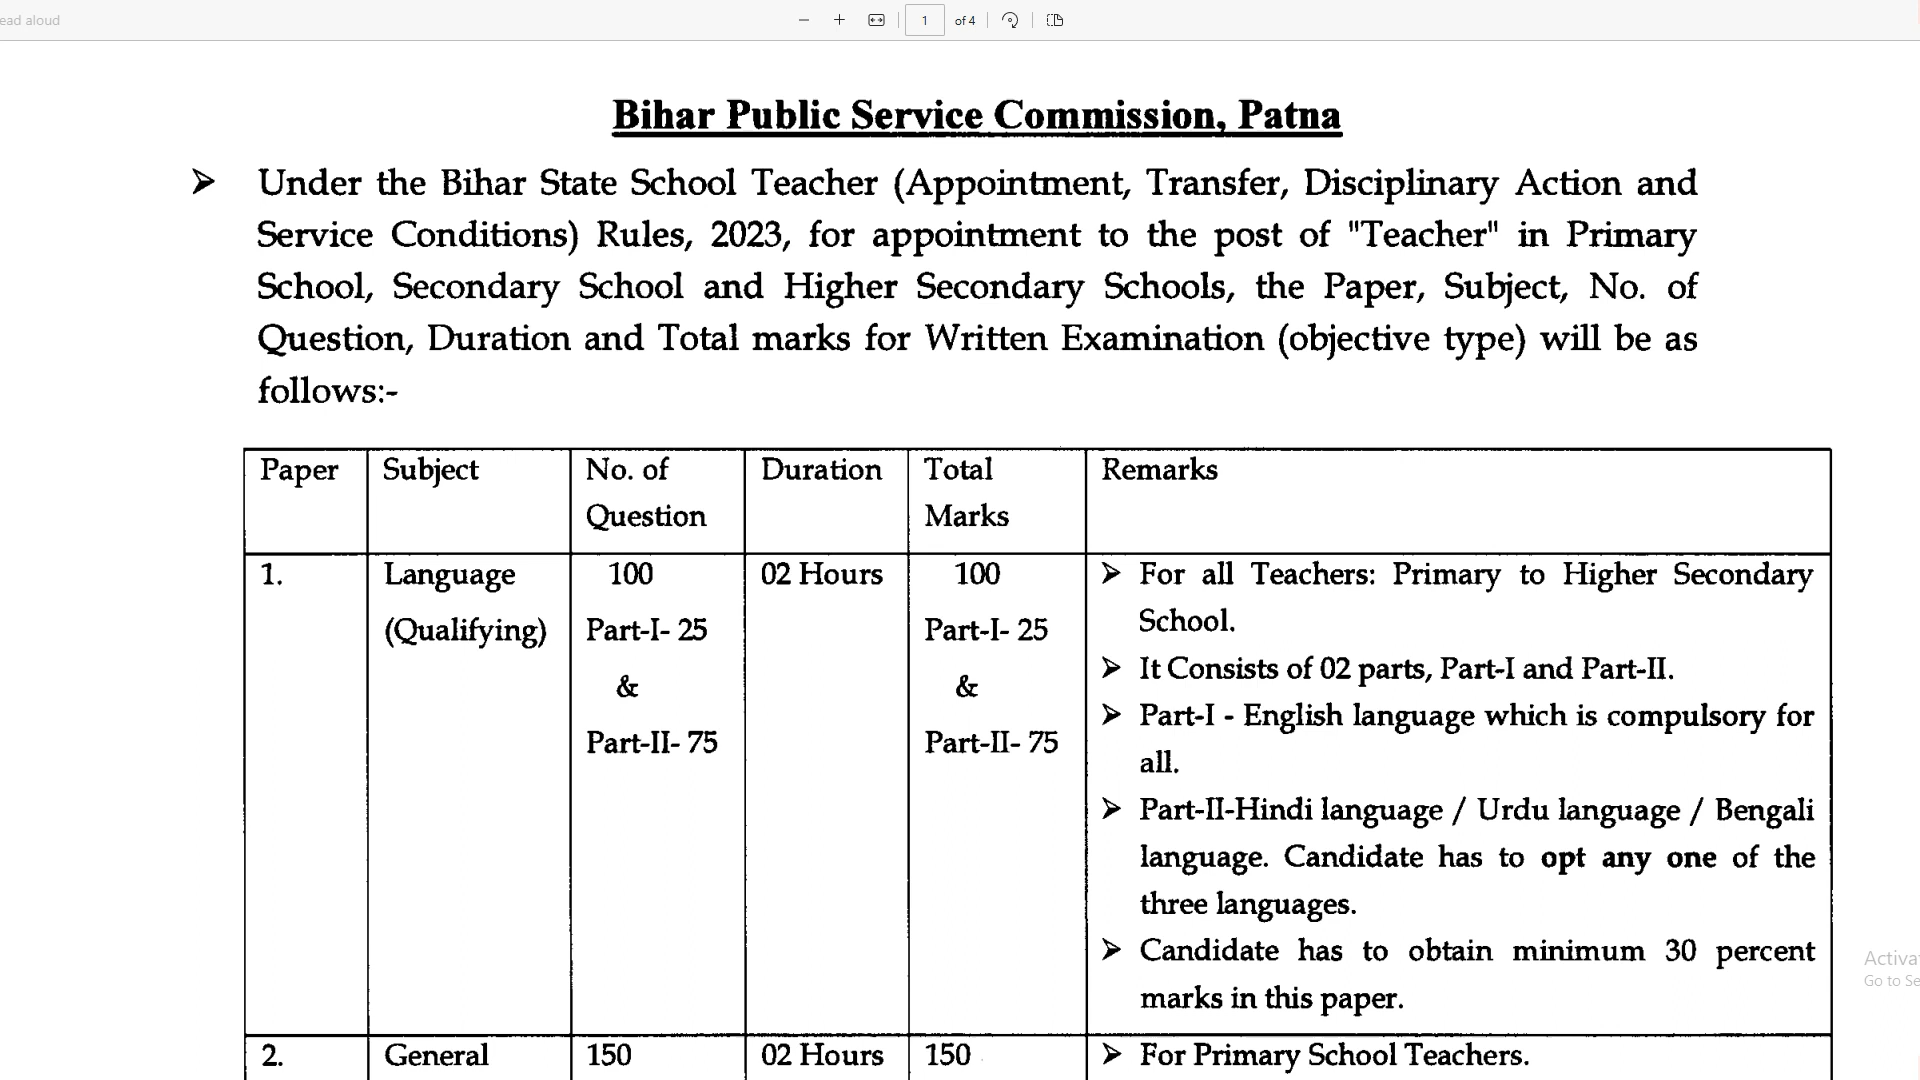 ead aloud
1 of 4
Bihar Public Service Commission, Patna
➢ Under the Bihar State School Teacher (Appointment, Transfer, Disciplinary Action and
Service Conditions) Rules, 2023, for appointment to the post of "Teacher" in Primary
School, Secondary School and Higher Secondary Schools, the Paper, Subject, No. of
Question, Duration and Total marks for Written Examination (objective type) will be as
follows:-
Paper
Subject
No. of
Question
Duration
Total
Marks
Remarks
1.
Language
(Qualifying)
100
Part-I- 25
&
Part-II- 75
02 Hours
100
Part-I- 25
&
Part-II- 75
➢ For all Teachers: Primary to Higher Secondary
School.
➢ It Consists of 02 parts, Part-I and Part-II.
➢ Part-I - English language which is compulsory for
all.
➢ Part-II-Hindi language / Urdu language / Bengali
language. Candidate has to opt any one of the
three languages.
➢ Candidate has to obtain minimum 30 percent
marks in this paper.
2.
General
150
02 Hours
150
➢ For Primary School Teachers.
Activa
Go to Se